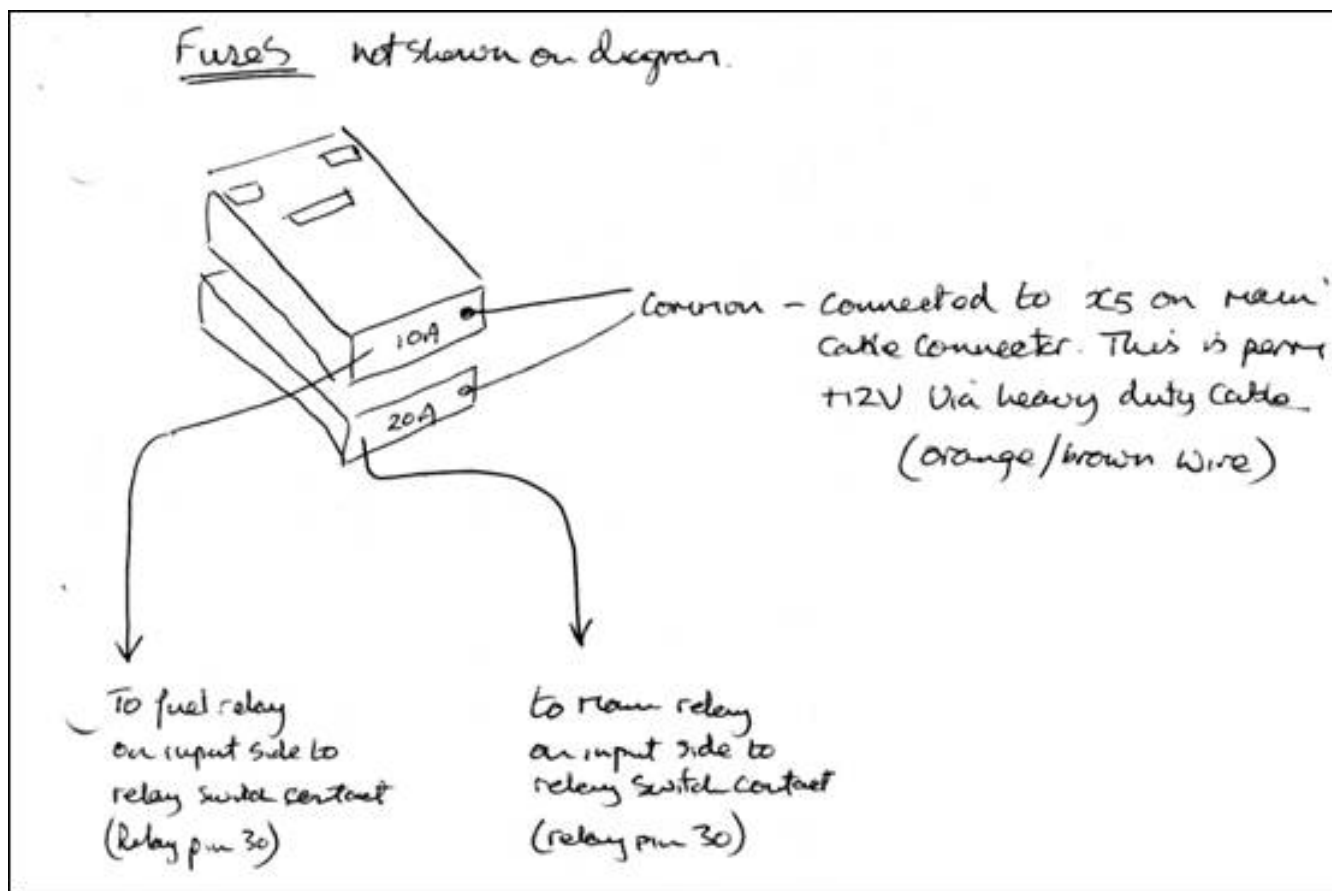 Fuses not shown on diagram.
10A
20A
Common - Connected to x5 on main
Cable Connector. This is perm
+12V Via heavy duty Cable
(orange/brown wire)
To fuel relay
on input side to
relay switch contact
(Relay pin 30)
to Main relay
on input side to
relay switch contact
(relay pin 30)